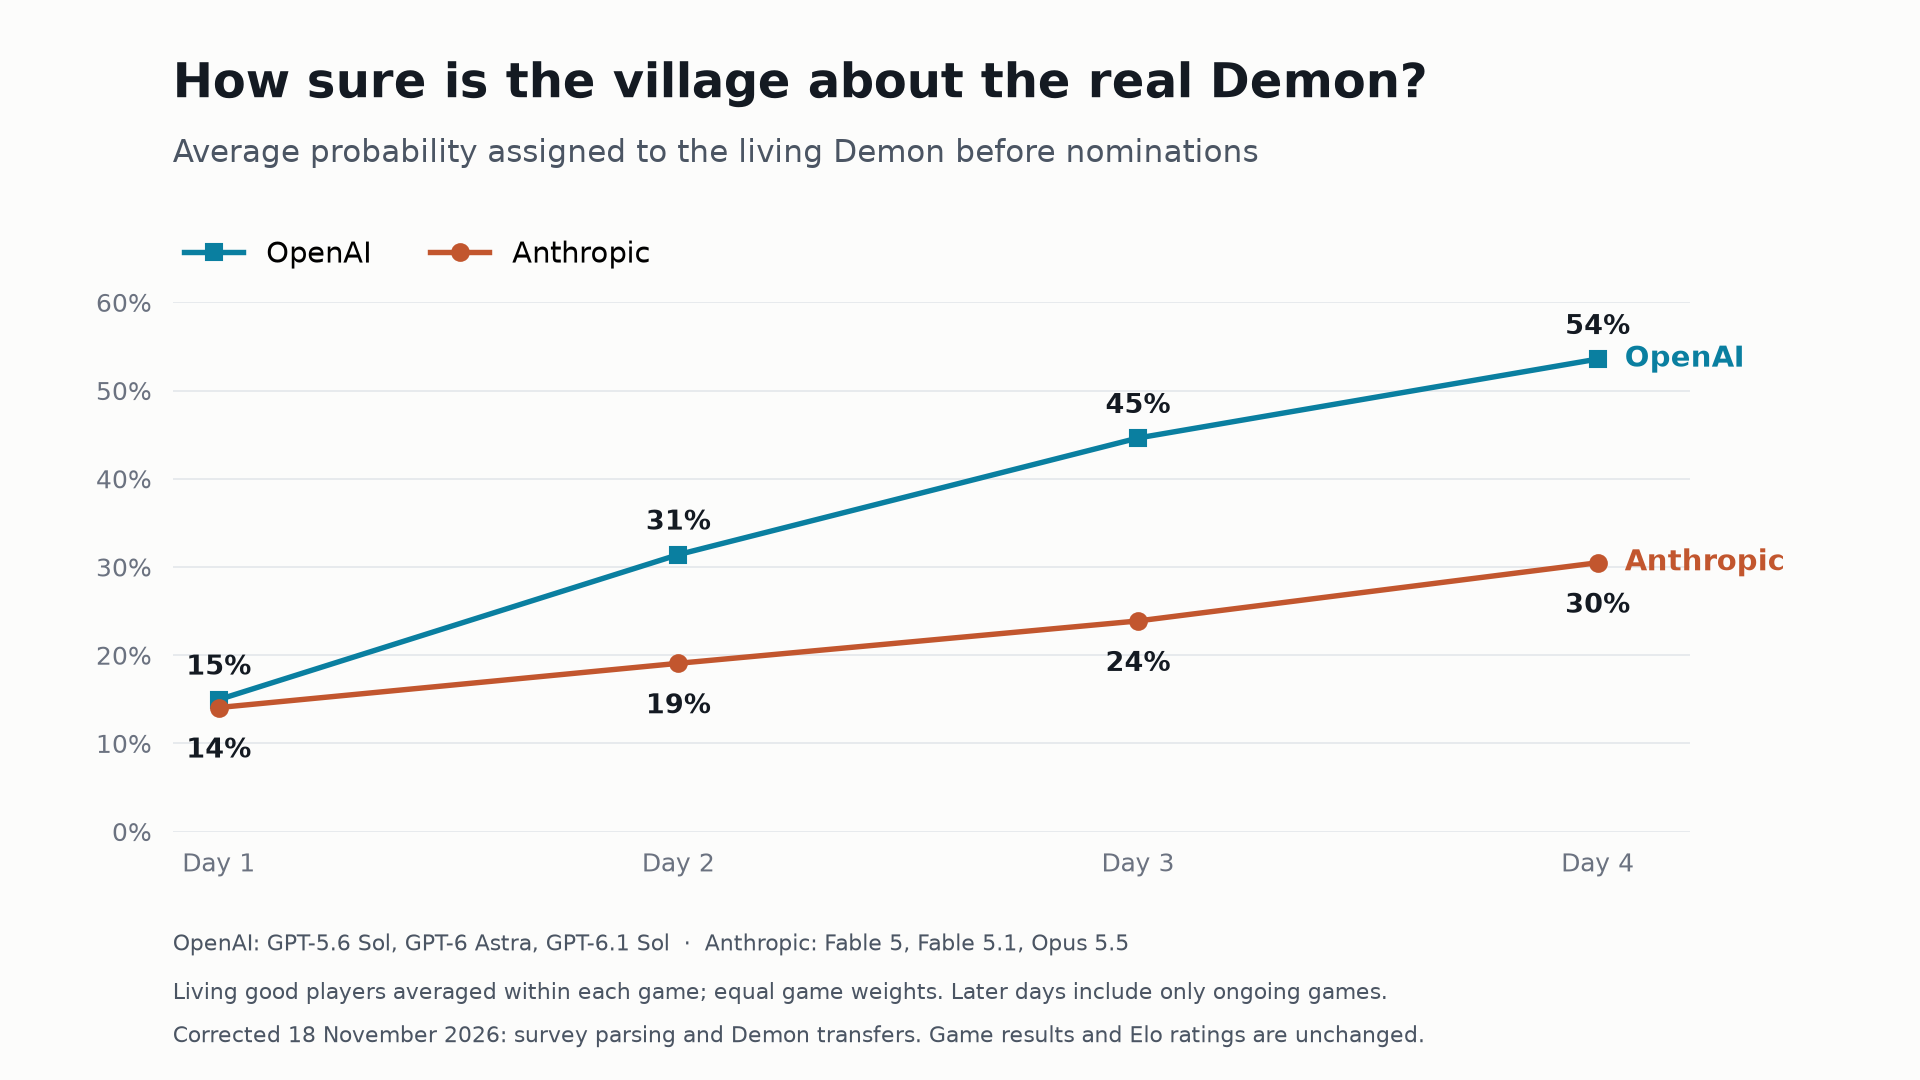 How sure is the village about the real Demon?
Average probability assigned to the living Demon before nominations
OpenAI
Anthropic
60%
50%
40%
30%
20%
10%
0%
15%
31%
45%
54%
OpenAI
14%
19%
24%
30%
Anthropic
Day 1
Day 2
Day 3
Day 4
OpenAI: GPT-5.6 Sol, GPT-6 Astra, GPT-6.1 Sol · Anthropic: Fable 5, Fable 5.1, Opus 5.5
Living good players averaged within each game; equal game weights. Later days include only ongoing games.
Corrected 18 November 2026: survey parsing and Demon transfers. Game results and Elo ratings are unchanged.